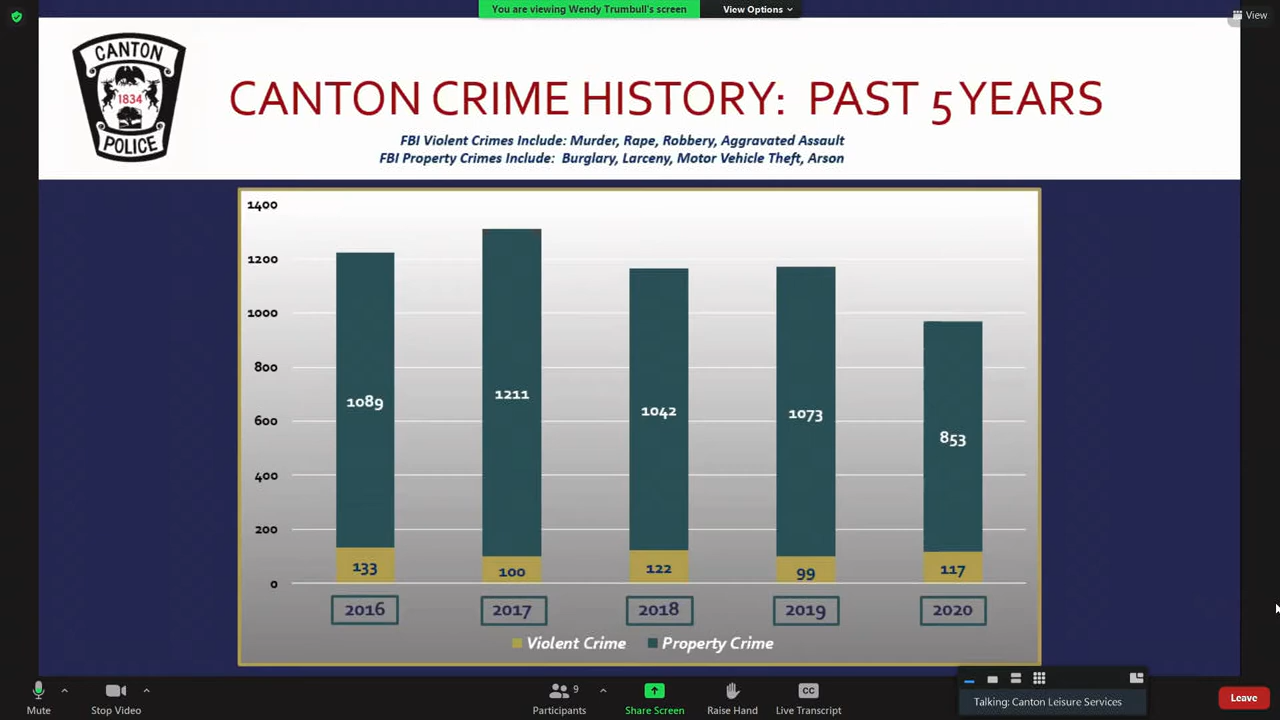 You are viewing Wendy Trumbull's screen
View Options
View
CANTON
1834
POLICE
CANTON CRIME HISTORY: PAST 5 YEARS
FBI Violent Crimes Include: Murder, Rape, Robbery, Aggravated Assault
FBI Property Crimes Include: Burglary, Larceny, Motor Vehicle Theft, Arson
1400
1200
1000
800
600
400
200
0
1089
1211
1042
1073
853
133
100
122
99
117
2016
2017
2018
2019
2020
Violent Crime
Property Crime
Mute
Stop Video
9
Participants
Share Screen
Raise Hand
CC
Live Transcript
Talking: Canton Leisure Services
Leave